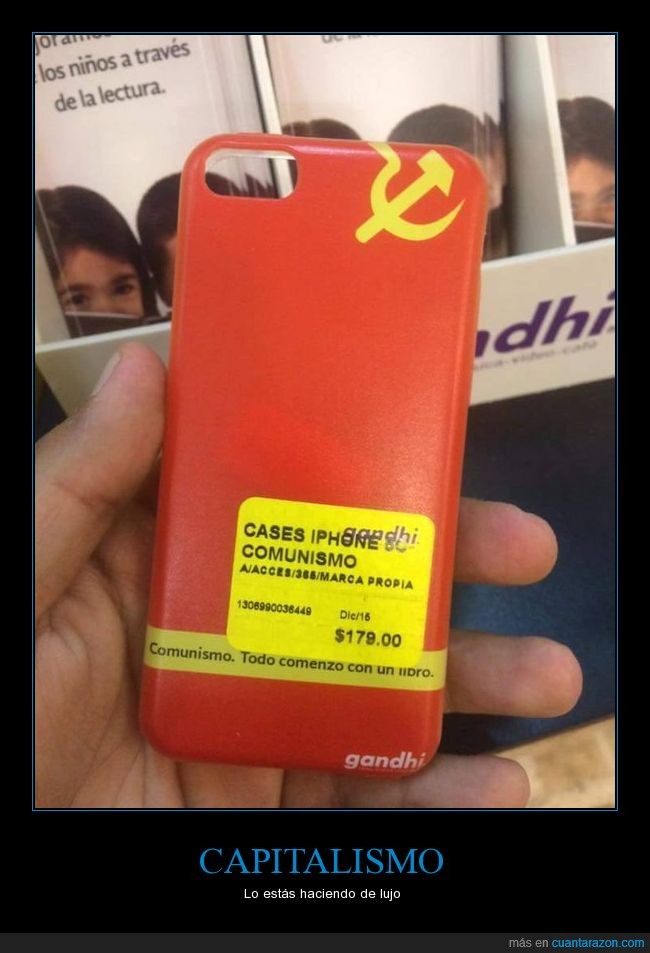 los niños a través
de la lectura.
CASES IPHONE 5C
gandhi
COMUNISMO
A/ACCES/365/MARCA PROPIA
1306990036449
Dic/15
$179.00
Comunismo. Todo comenzo con un libro.
gandhi
CAPITALISMO
Lo estás haciendo de lujo
más en cuantarazon.com